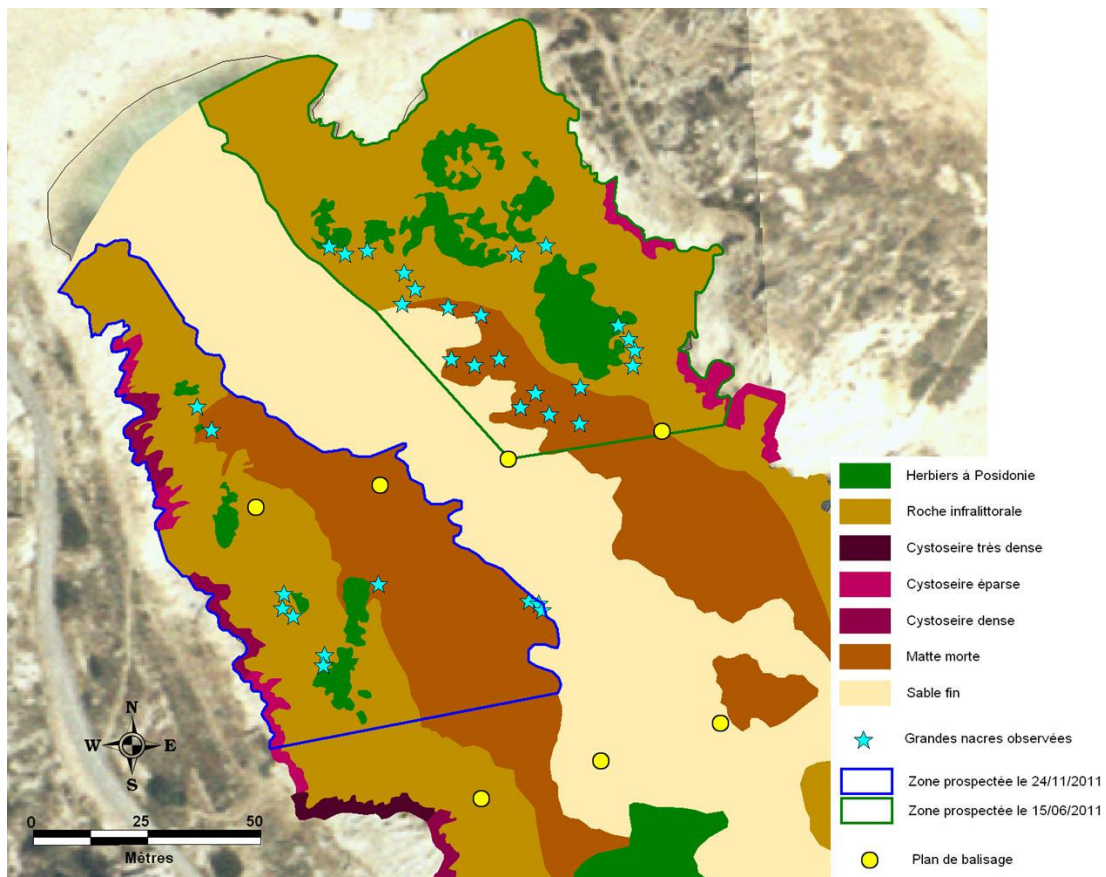 Herbiers à Posidonie
Roche infralittorale
Cystoseire très dense
Cystoseire éparse
Cystoseire dense
Matte morte
Sable fin
Grandes nacres observées
Zone prospectée le 24/11/2011
Zone prospectée le 15/06/2011
Plan de balisage
N
W E
S
0 25 50
Mètres